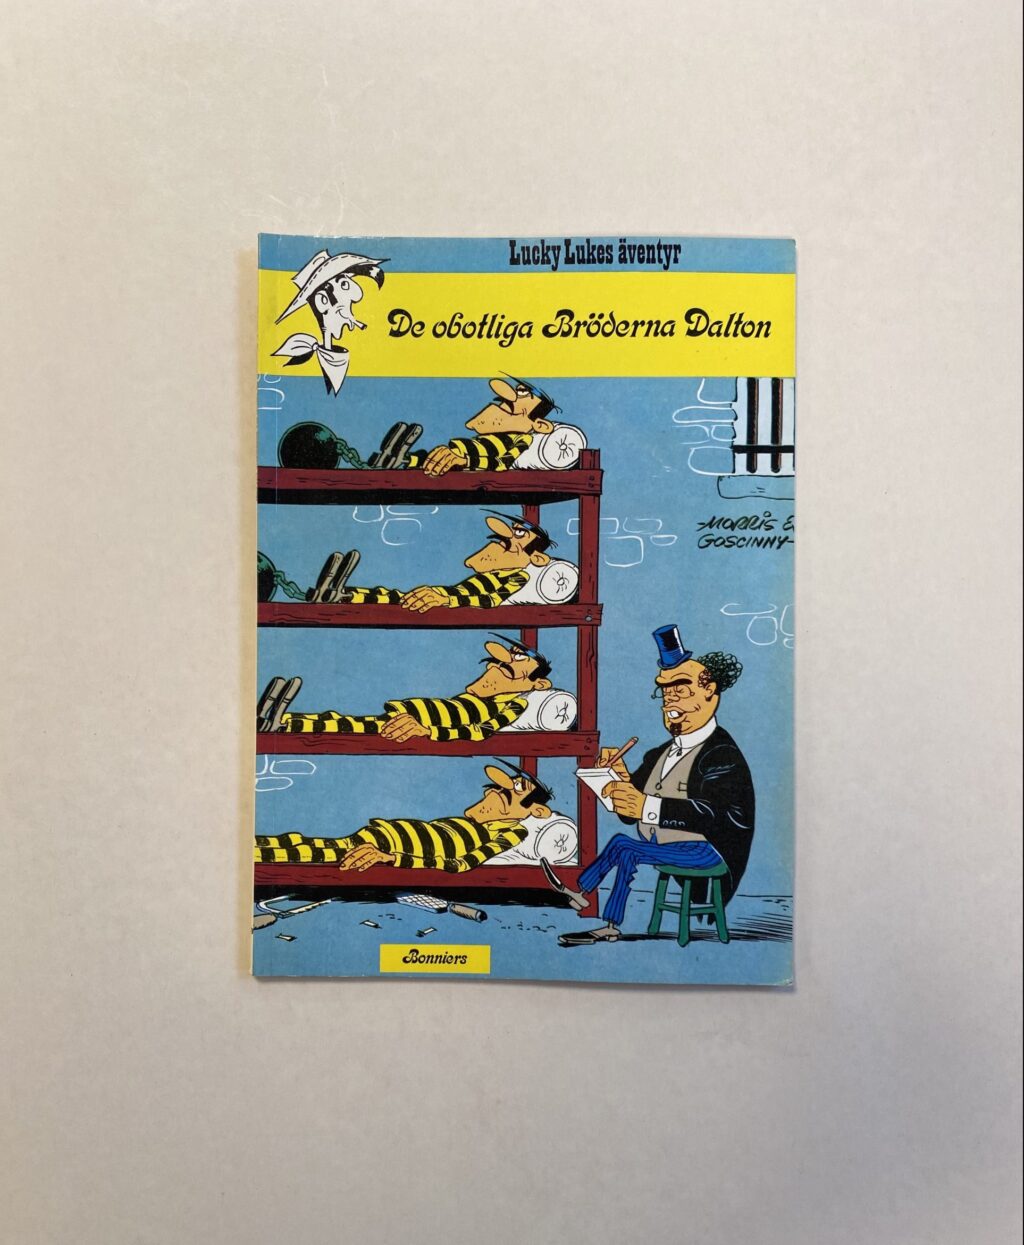 Lucky Lukes äventyr
De obotliga Bröderna Dalton
MORRIS &
GOSCINNY
Bonniers